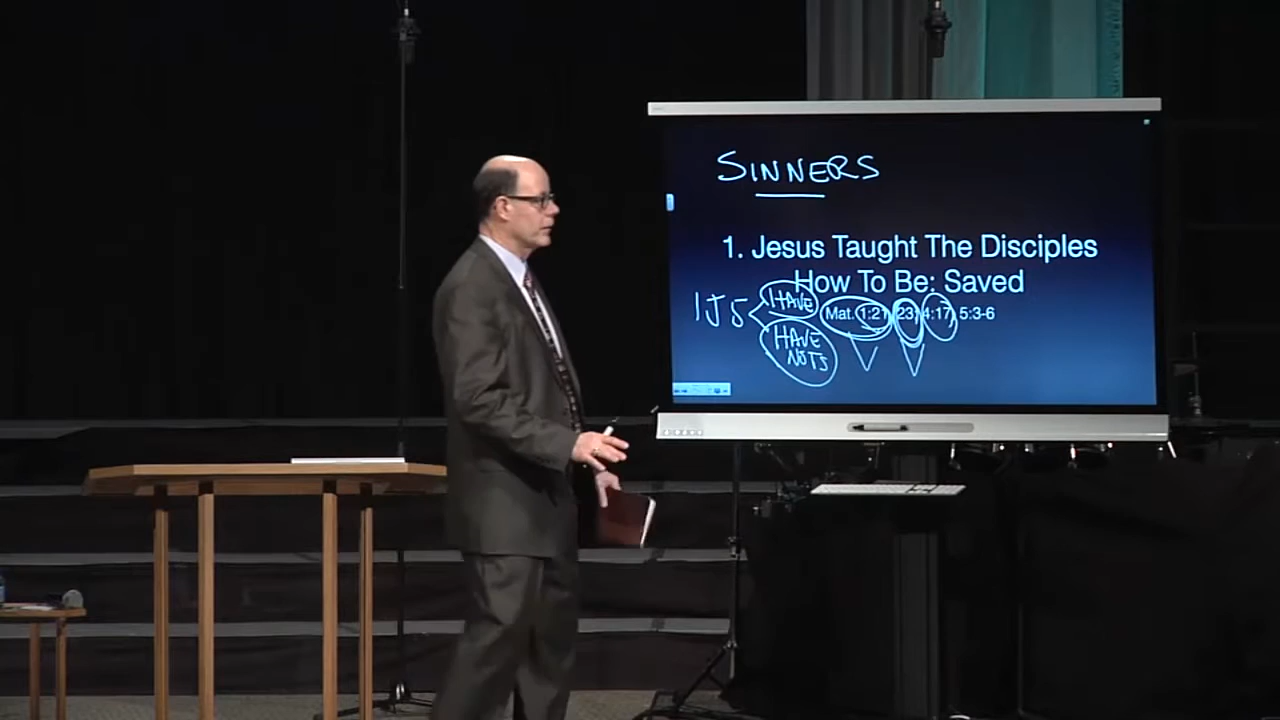 SINNERS
1. Jesus Taught The Disciples
How To Be: Saved
1J5 HAVE Mat. 1:21, 23; 4:17, 5:3-6
HAVE
NOTS